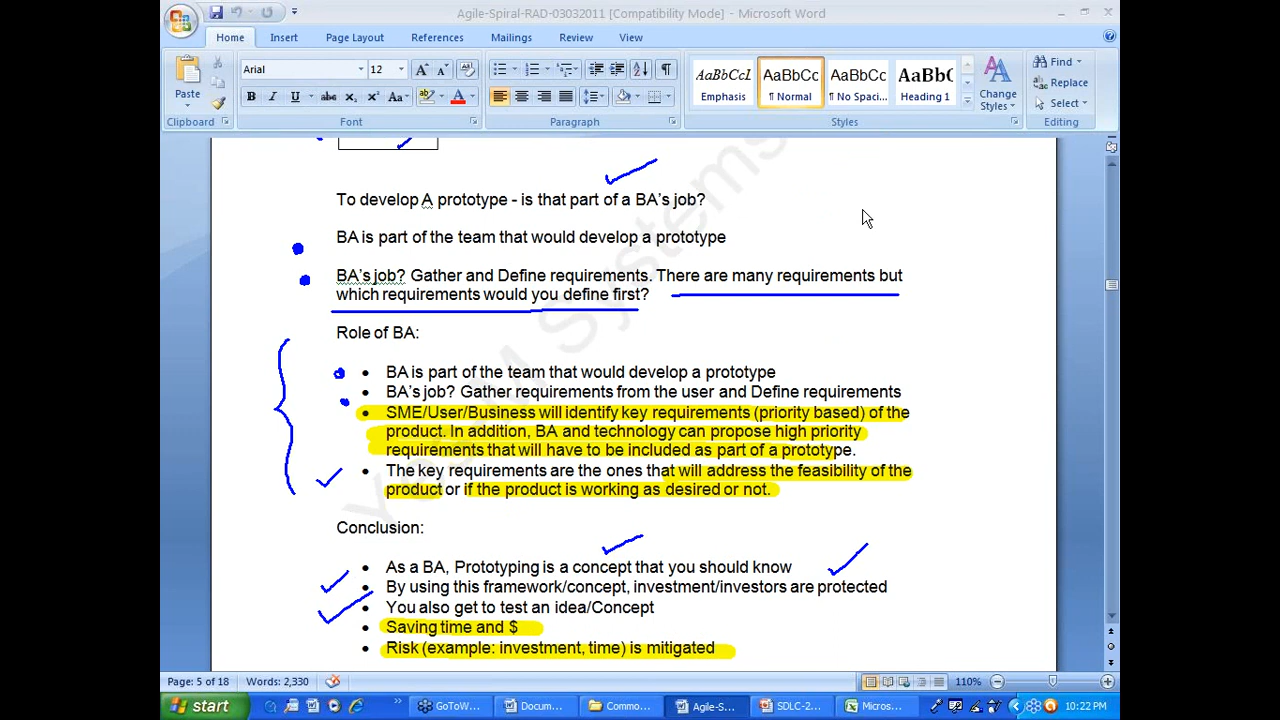 Agile-Spiral-RAD-03032011 [Compatibility Mode] - Microsoft Word
Home Insert Page Layout References Mailings Review View
Paste
Arial 12
B I U abc x₂ x² Aa
AaBbCcL AaBbCc AaBbCc AaBbC
Emphasis ¶ Normal ¶ No Spaci... Heading 1
Change Styles
Find
Replace
Select
Clipboard Font Paragraph Styles Editing
To develop A prototype - is that part of a BA's job?
BA is part of the team that would develop a prototype
BA's job? Gather and Define requirements. There are many requirements but
which requirements would you define first?
Role of BA:
• BA is part of the team that would develop a prototype
• BA's job? Gather requirements from the user and Define requirements
• SME/User/Business will identify key requirements (priority based) of the
product. In addition, BA and technology can propose high priority
requirements that will have to be included as part of a prototype.
• The key requirements are the ones that will address the feasibility of the
product or if the product is working as desired or not.
Conclusion:
• As a BA, Prototyping is a concept that you should know
• By using this framework/concept, investment/investors are protected
• You also get to test an idea/Concept
• Saving time and $
• Risk (example: investment, time) is mitigated
Page: 5 of 18 Words: 2,330 110%
start GoToW... Docum... Commo... Agile-S... SDLC-2... Micros... 10:22 PM